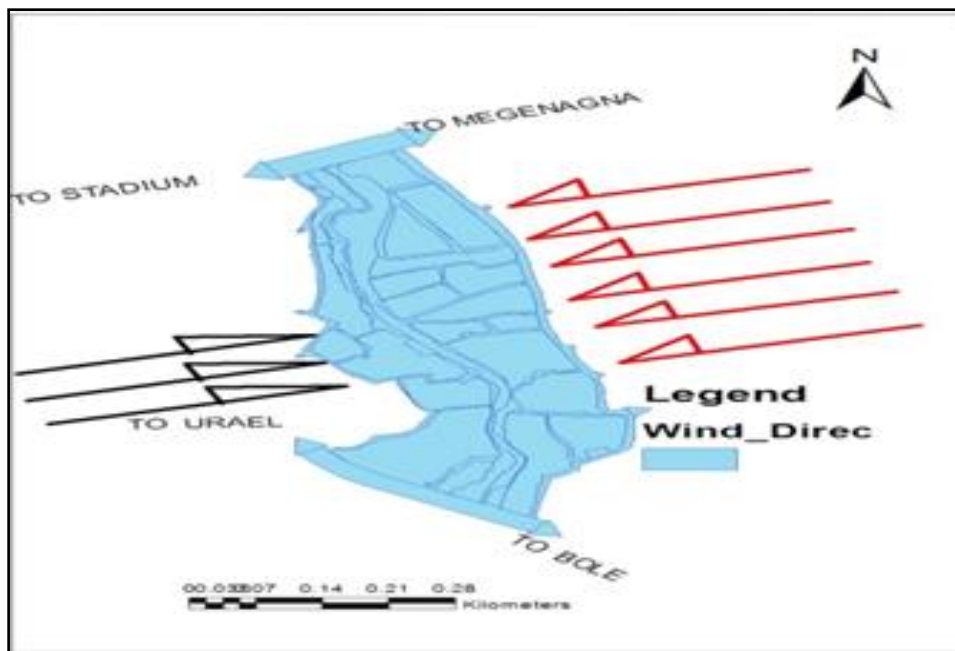 N
TO MEGENAGNA
TO STADIUM
Legend
TO URAEL
Wind_Direc
TO BOLE
0.14 0.21 0.28
Kilometers